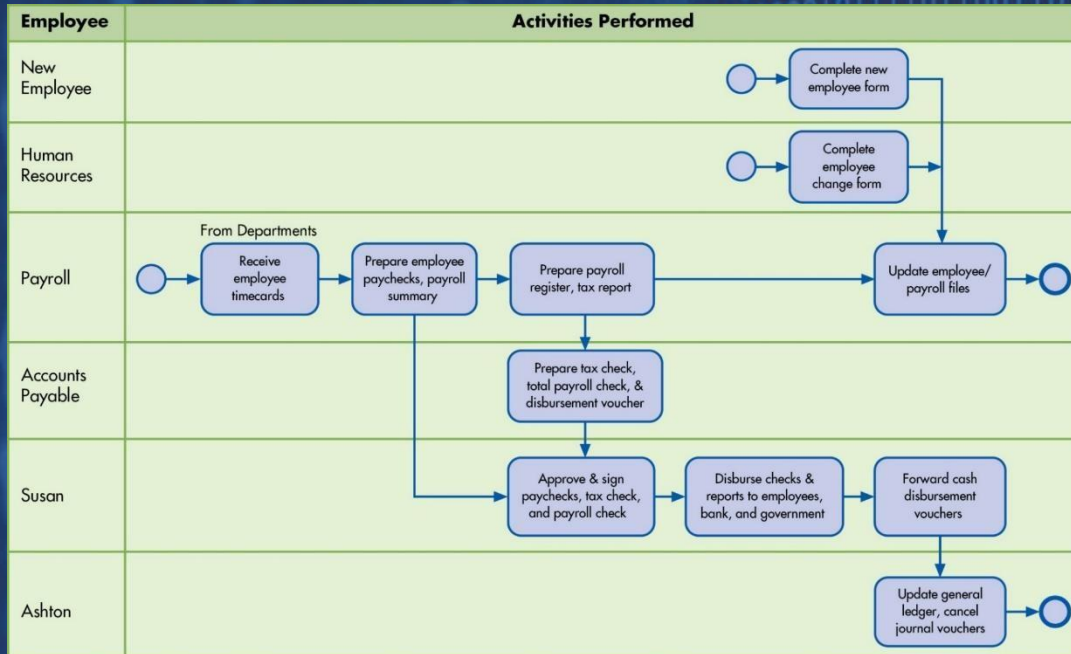 Employee
Activities Performed
New
Employee
Complete new
employee form
Human
Resources
Complete
employee
change form
Payroll
From Departments
Receive
employee
timecards
Prepare employee
paychecks, payroll
summary
Prepare payroll
register, tax report
Update employee/
payroll files
Accounts
Payable
Prepare tax check,
total payroll check, &
disbursement voucher
Susan
Approve & sign
paychecks, tax check,
and payroll check
Disburse checks &
reports to employees,
bank, and government
Forward cash
disbursement
vouchers
Ashton
Update general
ledger, cancel
journal vouchers